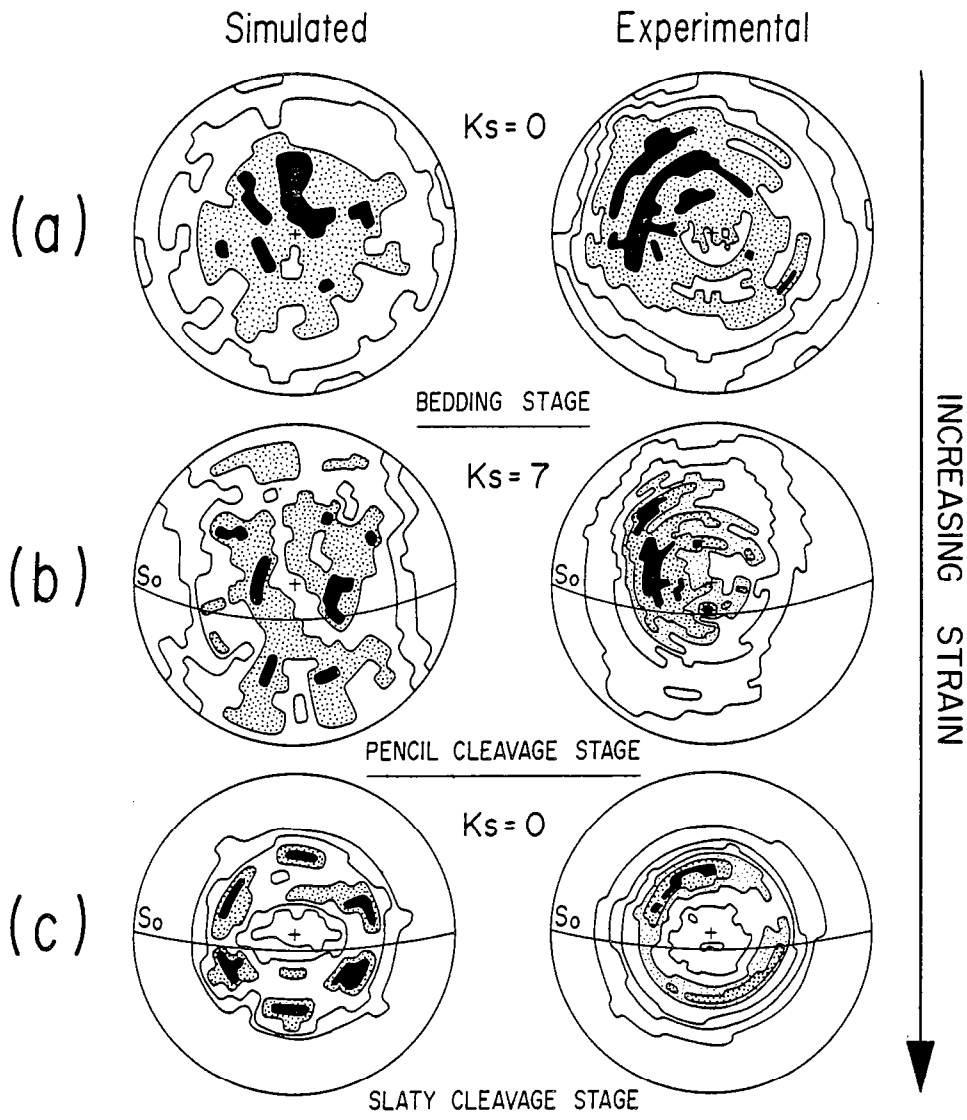 Simulated
Experimental
(a)
Ks = 0
BEDDING STAGE
(b)
Ks = 7
So
So
PENCIL CLEAVAGE STAGE
(c)
Ks = 0
So
So
SLATY CLEAVAGE STAGE
INCREASING STRAIN